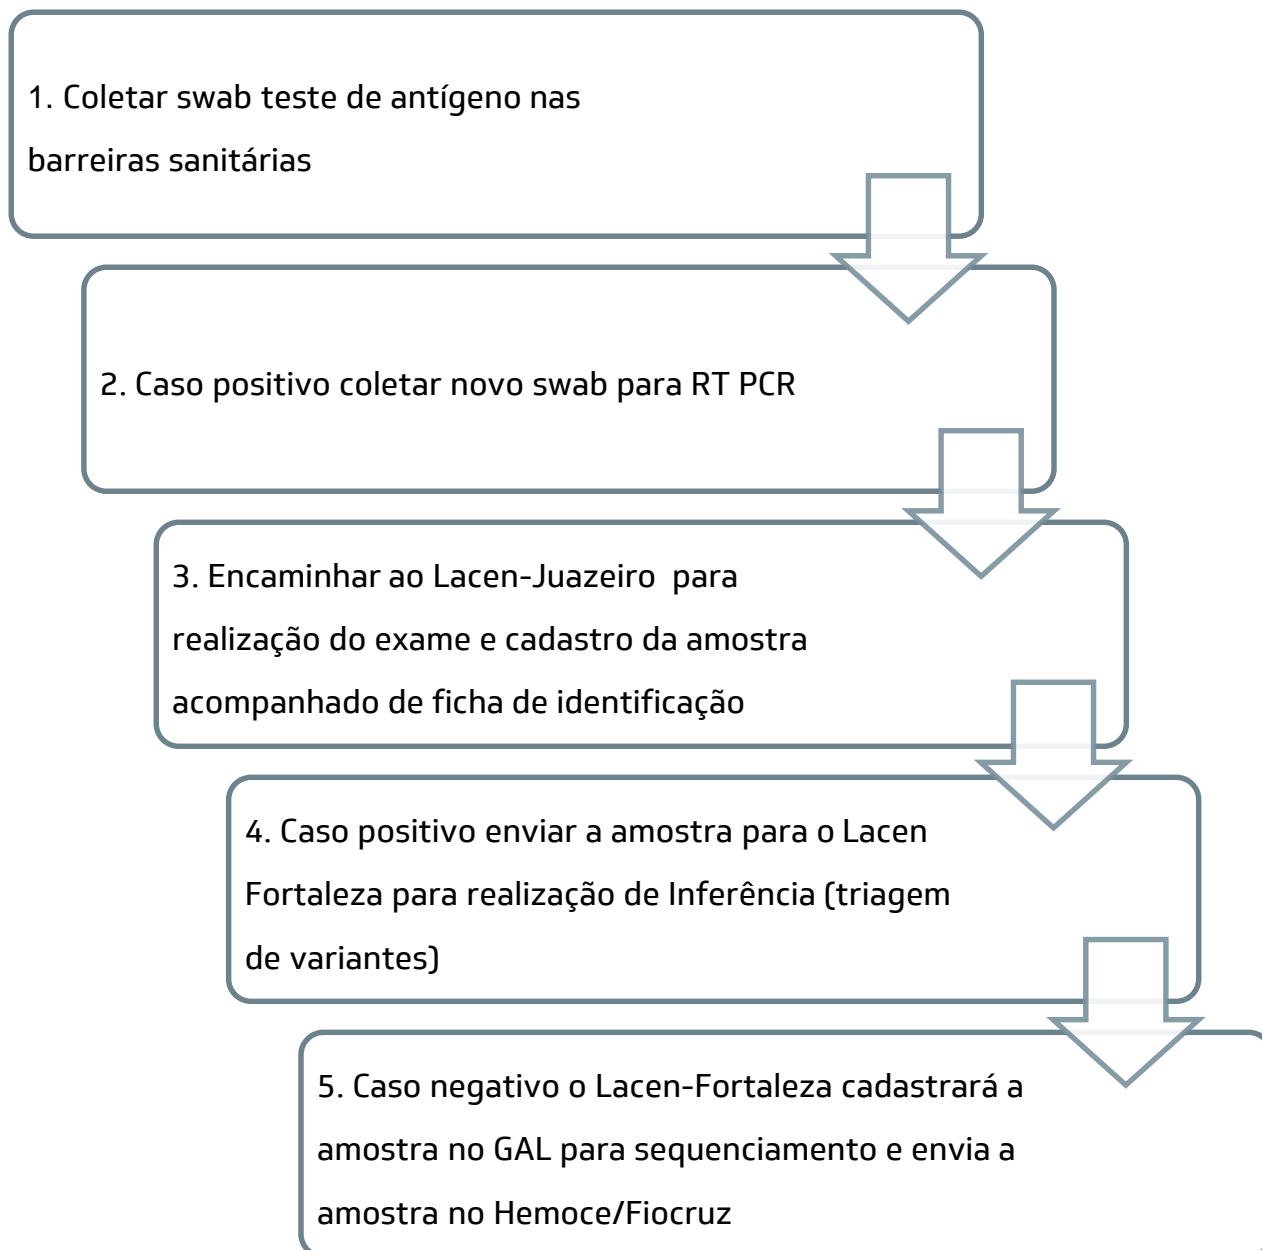 1. Coletar swab teste de antígeno nas
barreiras sanitárias
2. Caso positivo coletar novo swab para RT PCR
3. Encaminhar ao Lacen-Juazeiro  para
realização do exame e cadastro da amostra
acompanhado de ficha de identificação
4. Caso positivo enviar a amostra para o Lacen
Fortaleza para realização de Inferência (triagem
de variantes)
5. Caso negativo o Lacen-Fortaleza cadastrará a
amostra no GAL para sequenciamento e envia a
amostra no Hemoce/Fiocruz